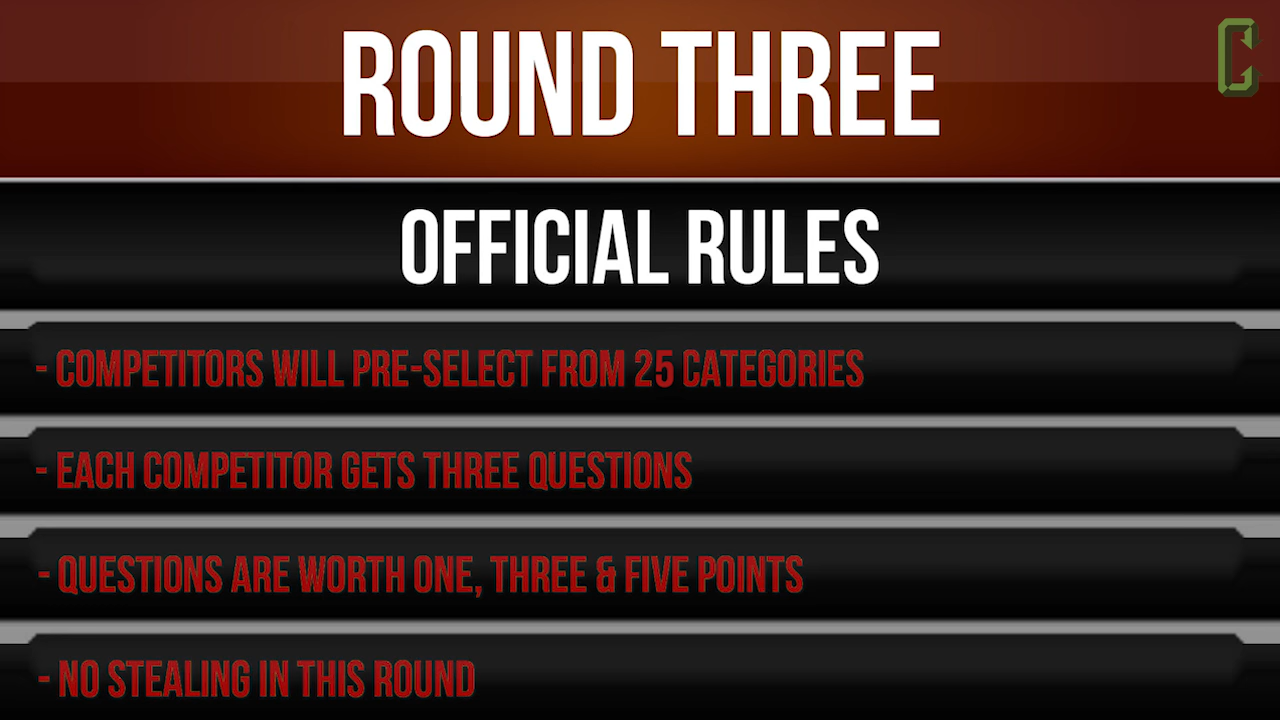 ROUND THREE
OFFICIAL RULES
- COMPETITORS WILL PRE-SELECT FROM 25 CATEGORIES
- EACH COMPETITOR GETS THREE QUESTIONS
- QUESTIONS ARE WORTH ONE, THREE & FIVE POINTS
- NO STEALING IN THIS ROUND